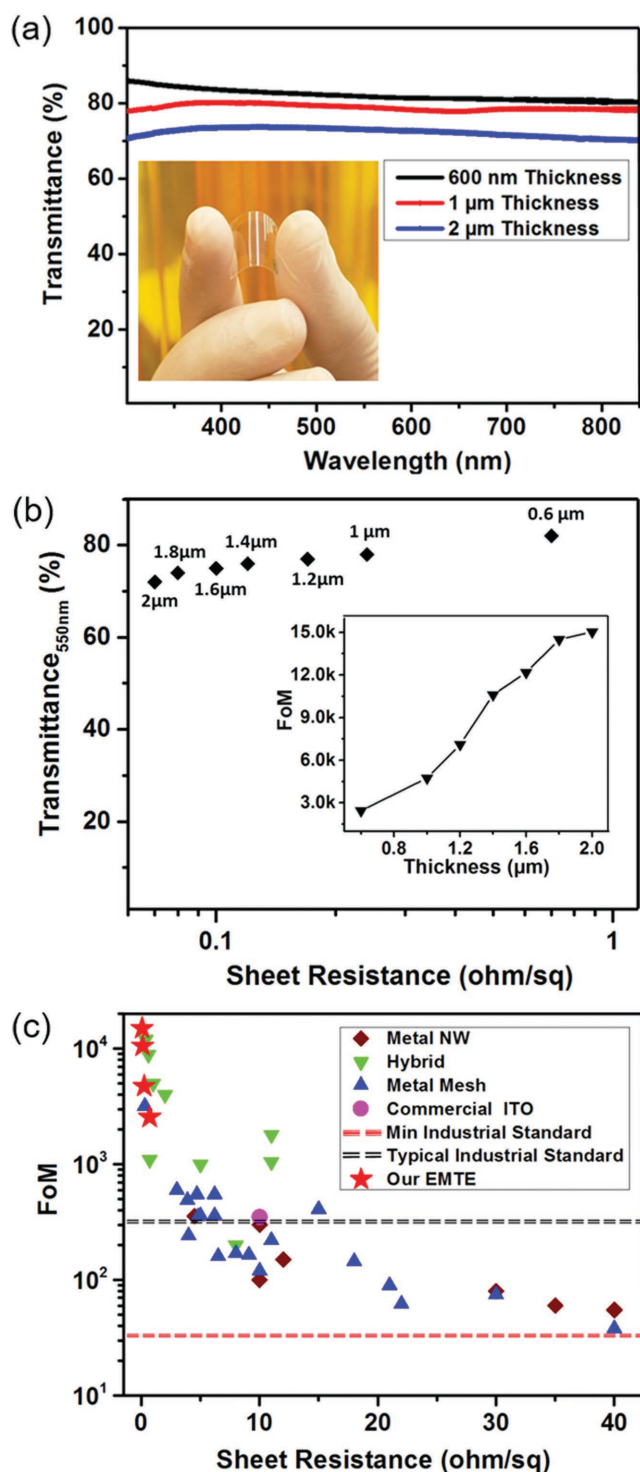 (a)
100
80
60
40
20
Transmittance (%)
600 nm Thickness
1 µm Thickness
2 µm Thickness
400 500 600 700 800
Wavelength (nm)
(b)
80
60
40
20
Transmittance550nm (%)
2µm
1.8µm
1.6µm
1.4µm
1.2µm
1 µm
0.6 µm
15.0k
12.0k
9.0k
6.0k
3.0k
FoM
0.8 1.2 1.6 2.0
Thickness (µm)
0.1 1
Sheet Resistance (ohm/sq)
(c)
10⁴
10³
10²
10¹
FoM
Metal NW
Hybrid
Metal Mesh
Commercial ITO
Min Industrial Standard
Typical Industrial Standard
Our EMTE
0 10 20 30 40
Sheet Resistance (ohm/sq)